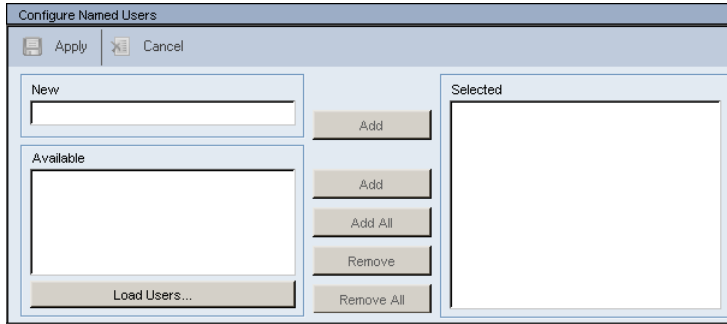 Configure Named Users
Apply Cancel
New
Selected
Add
Available
Add
Add All
Remove
Load Users...
Remove All